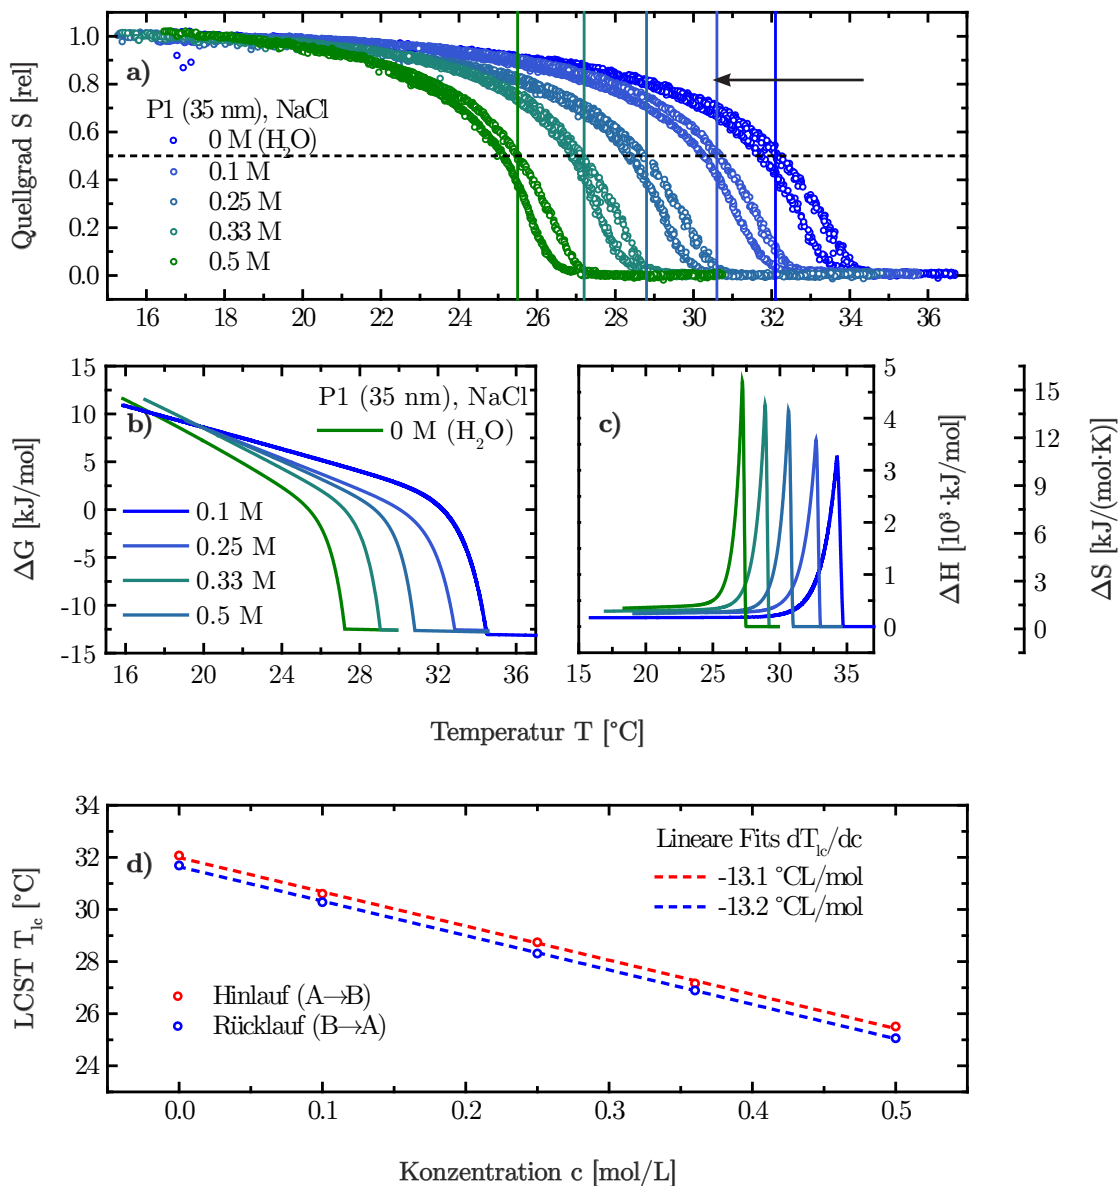 Quellgrad S [rel]
1.0
0.8
0.6
0.4
0.2
0.0
a)
P1 (35 nm), NaCl
0 M (H₂O)
0.1 M
0.25 M
0.33 M
0.5 M
16 18 20 22 24 26 28 30 32 34 36
ΔG [kJ/mol]
15
10
5
0
-5
-10
-15
b)
P1 (35 nm), NaCl
0 M (H₂O)
0.1 M
0.25 M
0.33 M
0.5 M
16 20 24 28 32 36
c)
5
4
3
2
1
0
15 20 25 30 35
ΔH [10³·kJ/mol]
15
12
9
6
3
0
ΔS [kJ/(mol·K)]
Temperatur T [°C]
LCST T_lc [°C]
34
32
30
28
26
24
d)
Lineare Fits dT_lc/dc
-13.1 °CL/mol
-13.2 °CL/mol
Hinlauf (A→B)
Rücklauf (B→A)
0.0 0.1 0.2 0.3 0.4 0.5
Konzentration c [mol/L]